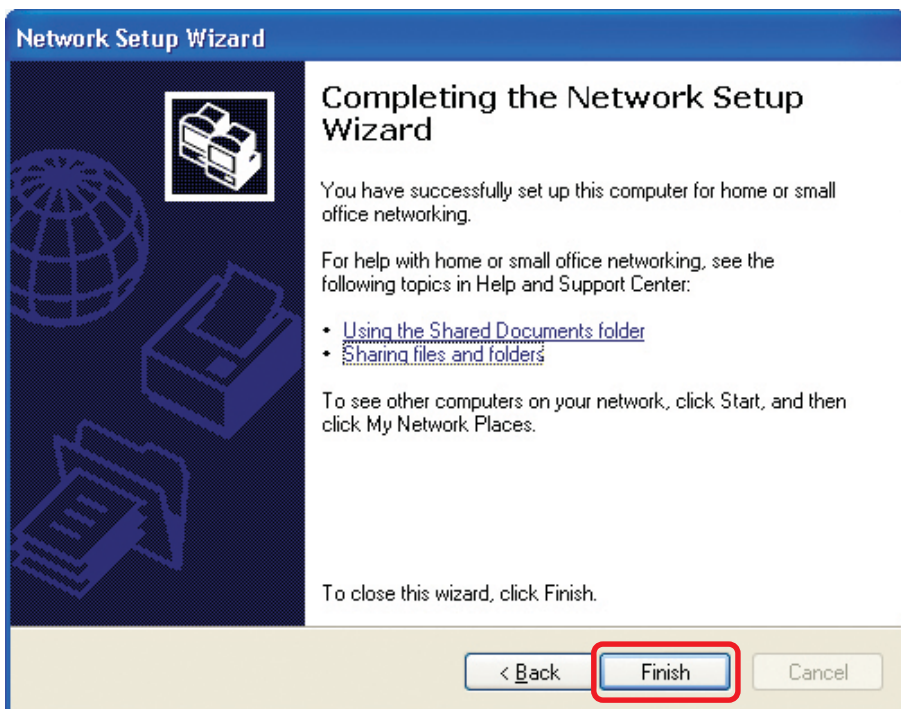 Network Setup Wizard
Completing the Network Setup
Wizard
You have successfully set up this computer for home or small
office networking.
For help with home or small office networking, see the
following topics in Help and Support Center:
• Using the Shared Documents folder
• Sharing files and folders
To see other computers on your network, click Start, and then
click My Network Places.
To close this wizard, click Finish.
< Back Finish Cancel